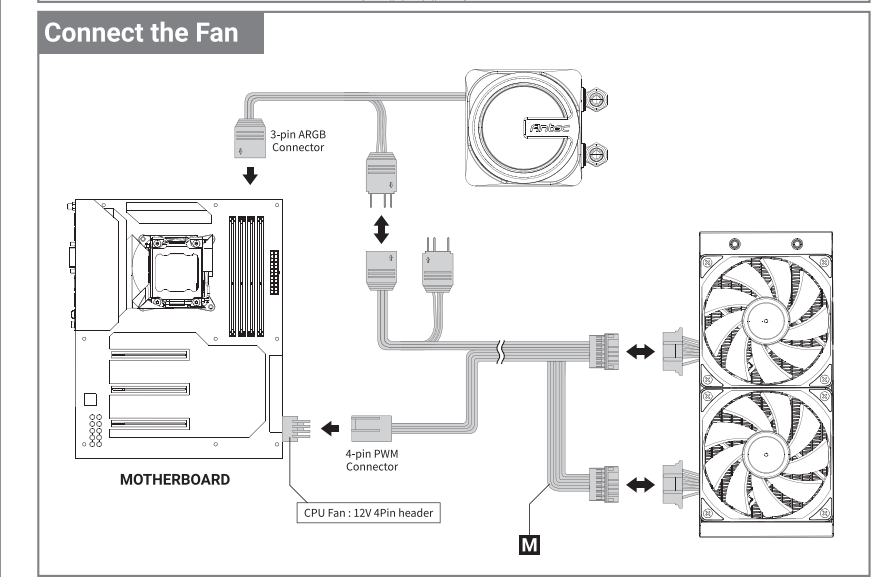 Connect the Fan
Antec
3-pin ARGB
Connector
4-pin PWM
Connector
MOTHERBOARD
CPU Fan : 12V 4Pin header
M